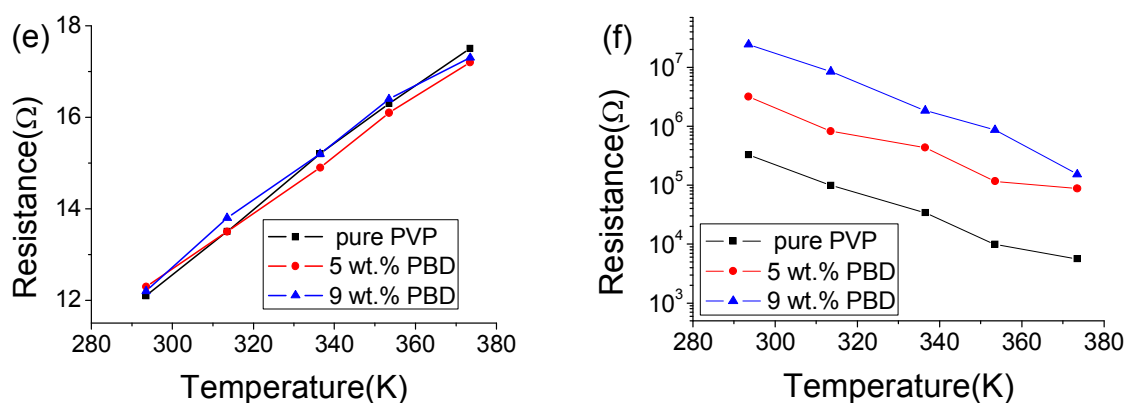 (e)
18
16
14
12
Resistance(Ω)
280 300 320 340 360 380
Temperature(K)
pure PVP
5 wt.% PBD
9 wt.% PBD
(f)
10⁷
10⁶
10⁵
10⁴
10³
Resistance(Ω)
280 300 320 340 360 380
Temperature(K)
pure PVP
5 wt.% PBD
9 wt.% PBD